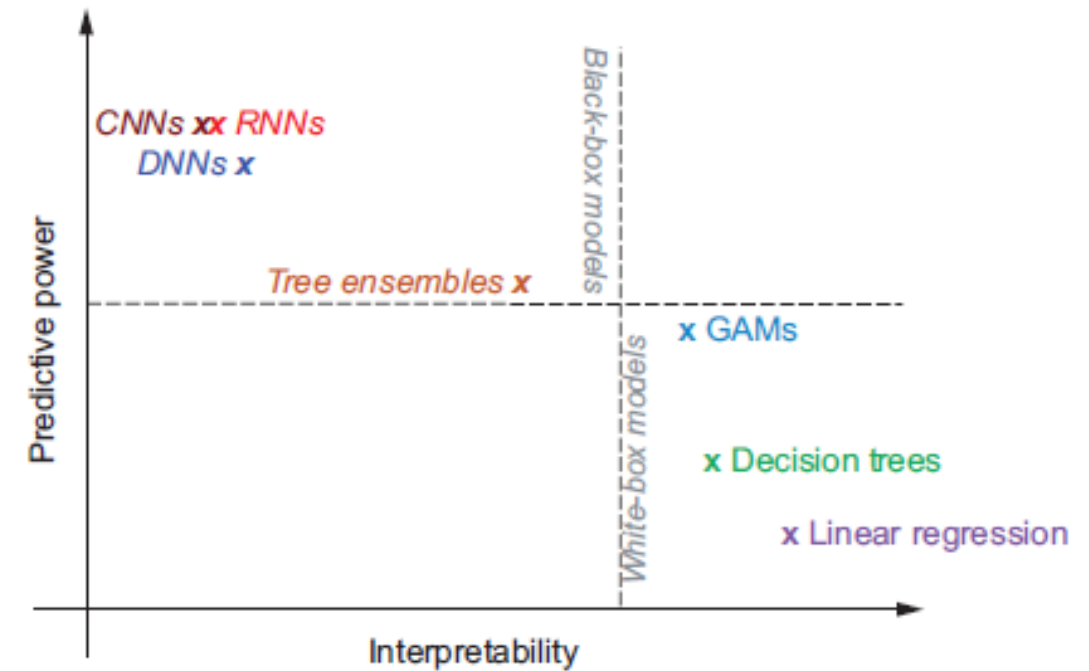 CNNs xx RNNs
DNNs x
Black-box models
Tree ensembles x
Predictive power
x GAMs
White-box models
x Decision trees
x Linear regression
Interpretability